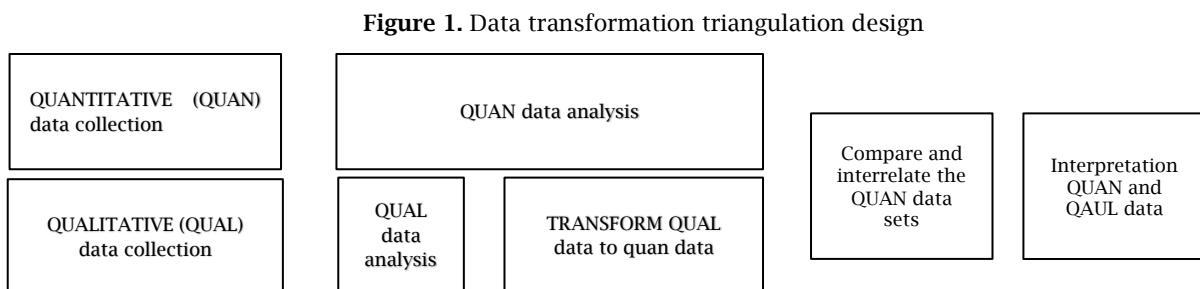 Figure 1. Data transformation triangulation design
QUANTITATIVE (QUAN)
data collection
QUAN data analysis
QUALITATIVE (QUAL)
data collection
QUAL
data
analysis
TRANSFORM QUAL
data to quan data
Compare and
interrelate the
QUAN data
sets
Interpretation
QUAN and
QAUL data